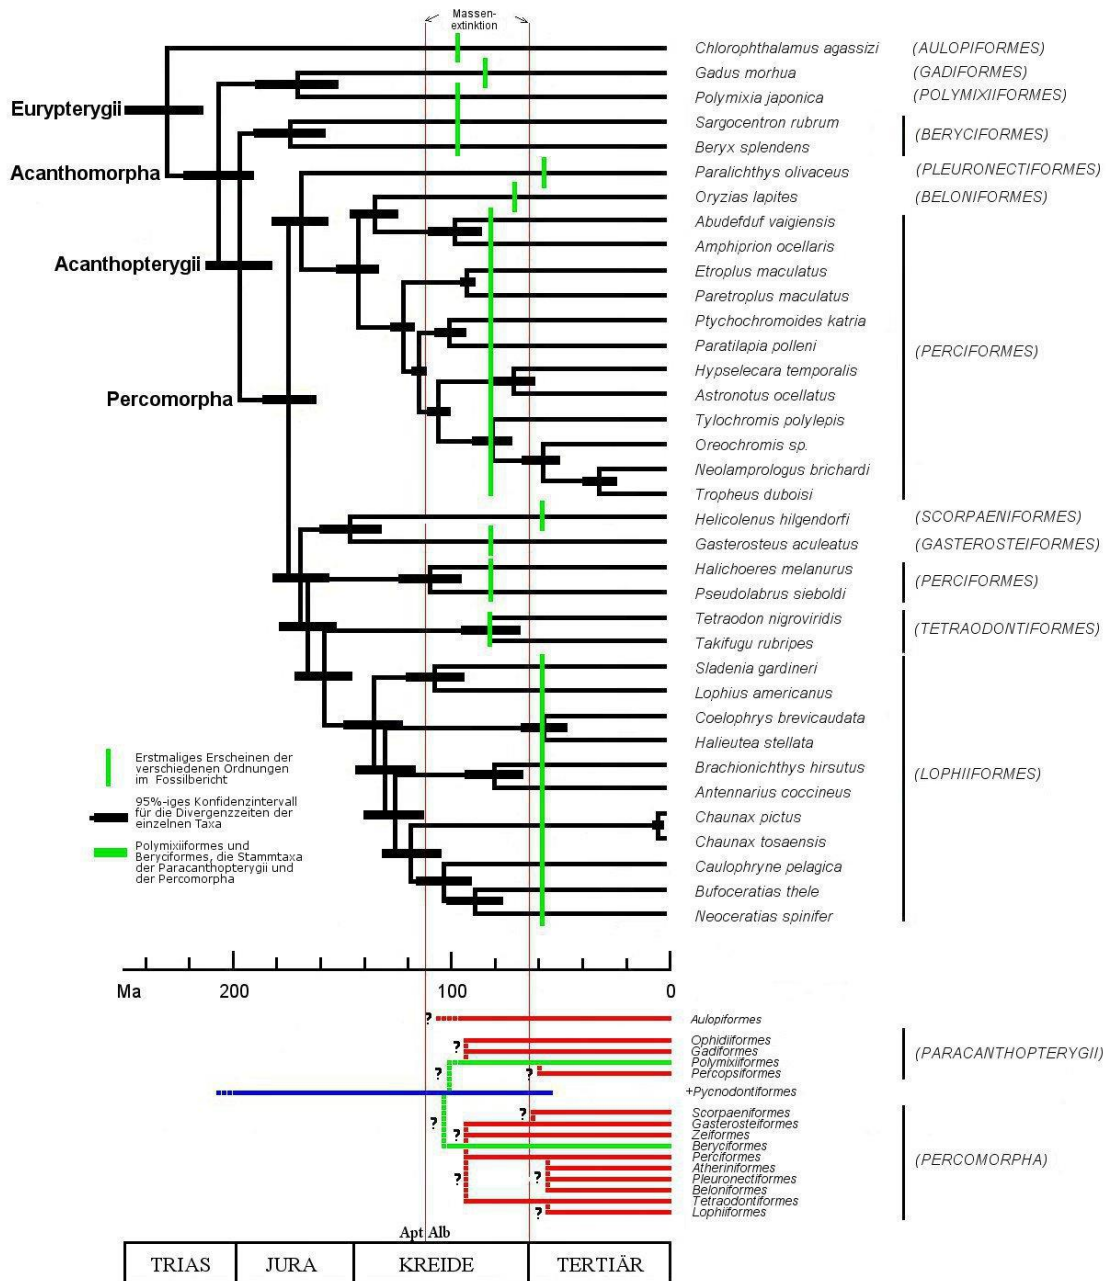 Massen-
extinktion
Chlorophthalamus agassizi (AULOPIFORMES)
Gadus morhua (GADIFORMES)
Polymixia japonica (POLYMIXIIFORMES)
Sargocentron rubrum
Beryx splendens
(BERYCIFORMES)
Paralichthys olivaceus (PLEURONECTIFORMES)
Oryzias lapites (BELONIFORMES)
Abudefduf vaigiensis
Amphiprion ocellaris
Etroplus maculatus
Paretroplus maculatus
Ptychochromoides katria
Paratilapia polleni
Hypselecara temporalis
Astronotus ocellatus
Tylochromis polylepis
Oreochromis sp.
Neolamprologus brichardi
Tropheus duboisi
(PERCIFORMES)
Helicolenus hilgendorfi (SCORPAENIFORMES)
Gasterosteus aculeatus (GASTEROSTEIFORMES)
Halichoeres melanurus
Pseudolabrus sieboldi
(PERCIFORMES)
Tetraodon nigroviridis
Takifugu rubripes
(TETRAODONTIFORMES)
Sladenia gardineri
Lophius americanus
Coelophrys brevicaudata
Halieutea stellata
Brachionichthys hirsutus
Antennarius coccineus
Chaunax pictus
Chaunax tosaensis
Caulophryne pelagica
Bufoceratias thele
Neoceratias spinifer
(LOPHIIFORMES)
Eurypterygii
Acanthomorpha
Acanthopterygii
Percomorpha
Erstmaliges Erscheinen der
verschiedenen Ordnungen
im Fossilbericht
95%-iges Konfidenzintervall
für die Divergenzzeiten der
einzelnen Taxa
Polymixiiformes und
Beryciformes, die Stammtaxa
der Paracanthopterygii und
der Percomorpha
Ma 200 100 0
? Aulopiformes
Ophidiiformes
? Gadiformes
Polymixiiformes
? ? Percopsiformes
(PARACANTHOPTERYGII)
+Pycnodontiformes
? Scorpaeniformes
? Gasterosteiformes
? Zeiformes
Beryciformes
Perciformes
Atheriniformes
? ? Pleuronectiformes
Beloniformes
Tetraodontiformes
? Lophiiformes
(PERCOMORPHA)
Apt Alb
TRIAS JURA KREIDE TERTIÄR